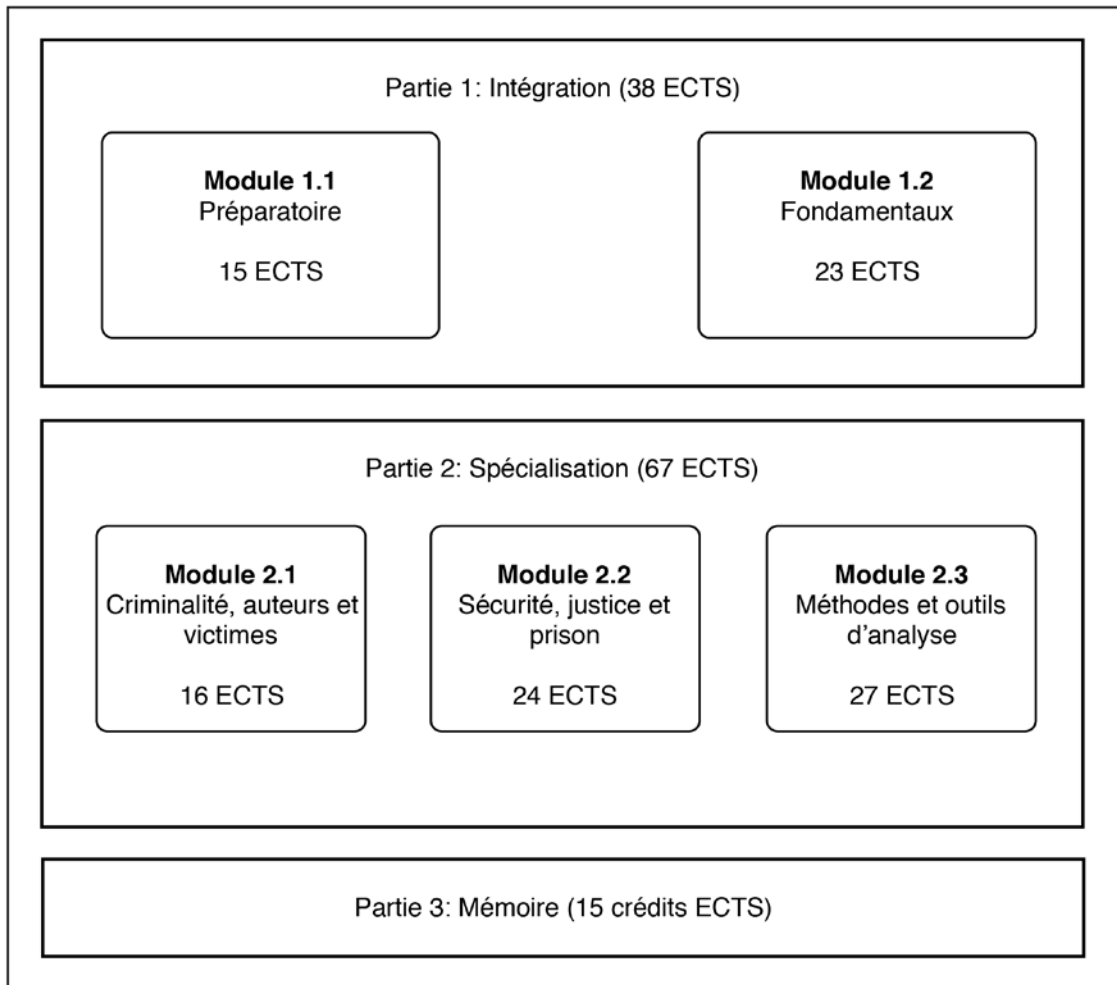 Partie 1: Intégration (38 ECTS)
Module 1.1
Préparatoire
15 ECTS
Module 1.2
Fondamentaux
23 ECTS
Partie 2: Spécialisation (67 ECTS)
Module 2.1
Criminalité, auteurs et
victimes
16 ECTS
Module 2.2
Sécurité, justice et
prison
24 ECTS
Module 2.3
Méthodes et outils
d'analyse
27 ECTS
Partie 3: Mémoire (15 crédits ECTS)